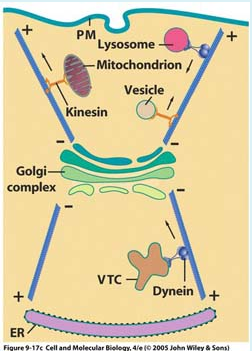 +
PM
+
Lysosome
Mitochondrion
Vesicle
Kinesin
–
–
Golgi
complex
–
–
VTC
Dynein
+
+
ER
Figure 9-17c Cell and Molecular Biology, 4/e (© 2005 John Wiley & Sons)